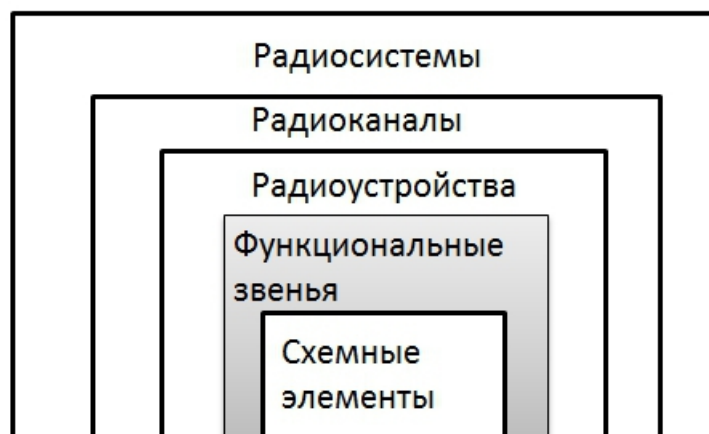 Радиосистемы
Радиоканалы
Радиоустройства
Функциональные
звенья
Схемные
элементы